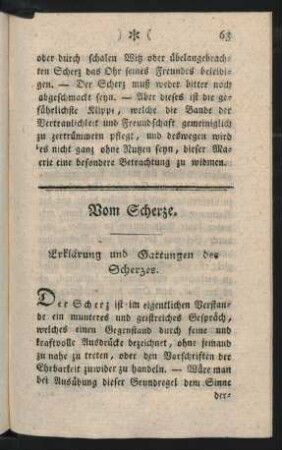 ) * ( 63
oder durch schalen Witz oder übelangebrach-
ten Scherz das Ohr seines Freundes beleidi-
gen. — Der Scherz muß weder bitter noch
abgeschmackt seyn. — Aber dieses ist die ge-
fährlichste Klippe, welche die Bande der
Vertraulichkeit und Freundschaft gemeiniglich
zu zertrümmern pflegt, und deswegen wird
es nicht ganz ohne Nutzen seyn, dieser Ma-
terie eine besondere Betrachtung zu widmen.
Vom Scherze.
Erklärung und Gattungen des
Scherzes.
Der Scherz ist im eigentlichen Verstan-
de ein munteres und geistreiches Gespräch,
welches einen Gegenstand durch feine und
kraftvolle Ausdrücke bezeichnet, ohne jemand
zu nahe zu treten, oder den Vorschriften der
Ehrbarkeit zuwider zu handeln. — Wäre man
bei Ausübung dieser Grundregel dem Sinne
der-